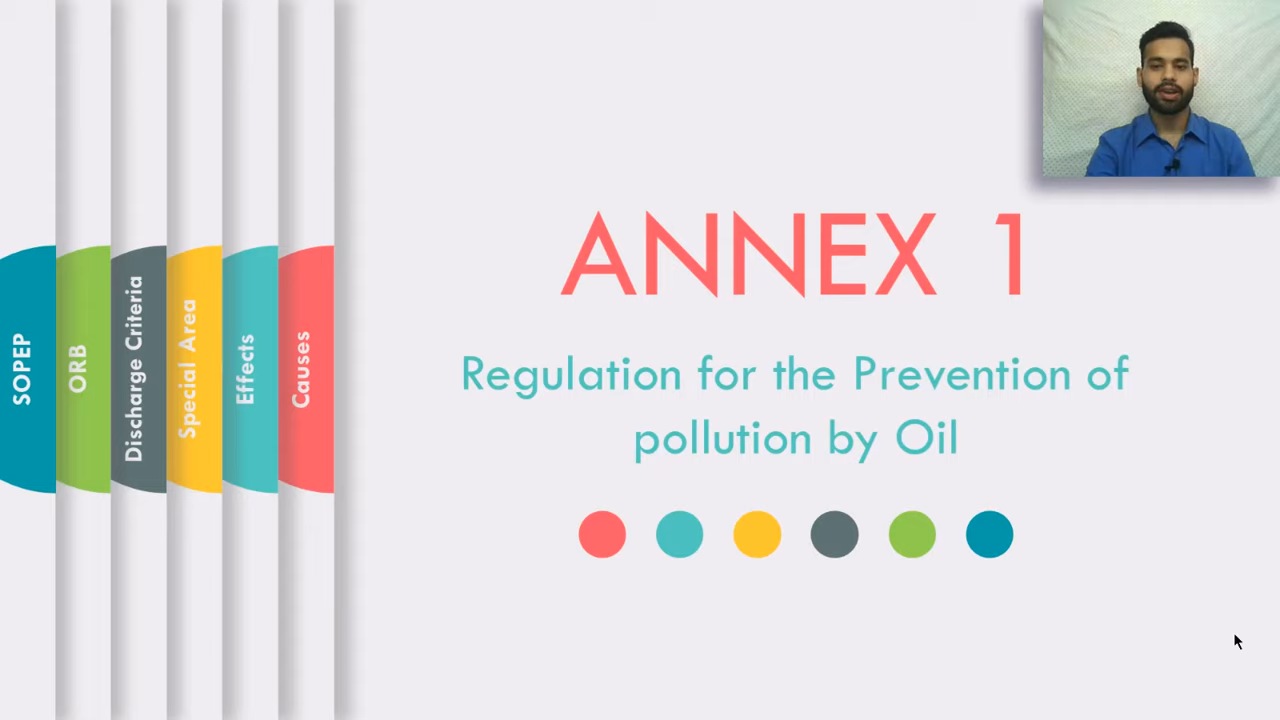 SOPEP
ORB
Discharge Criteria
Special Area
Effects
Causes
ANNEX 1
Regulation for the Prevention of
pollution by Oil